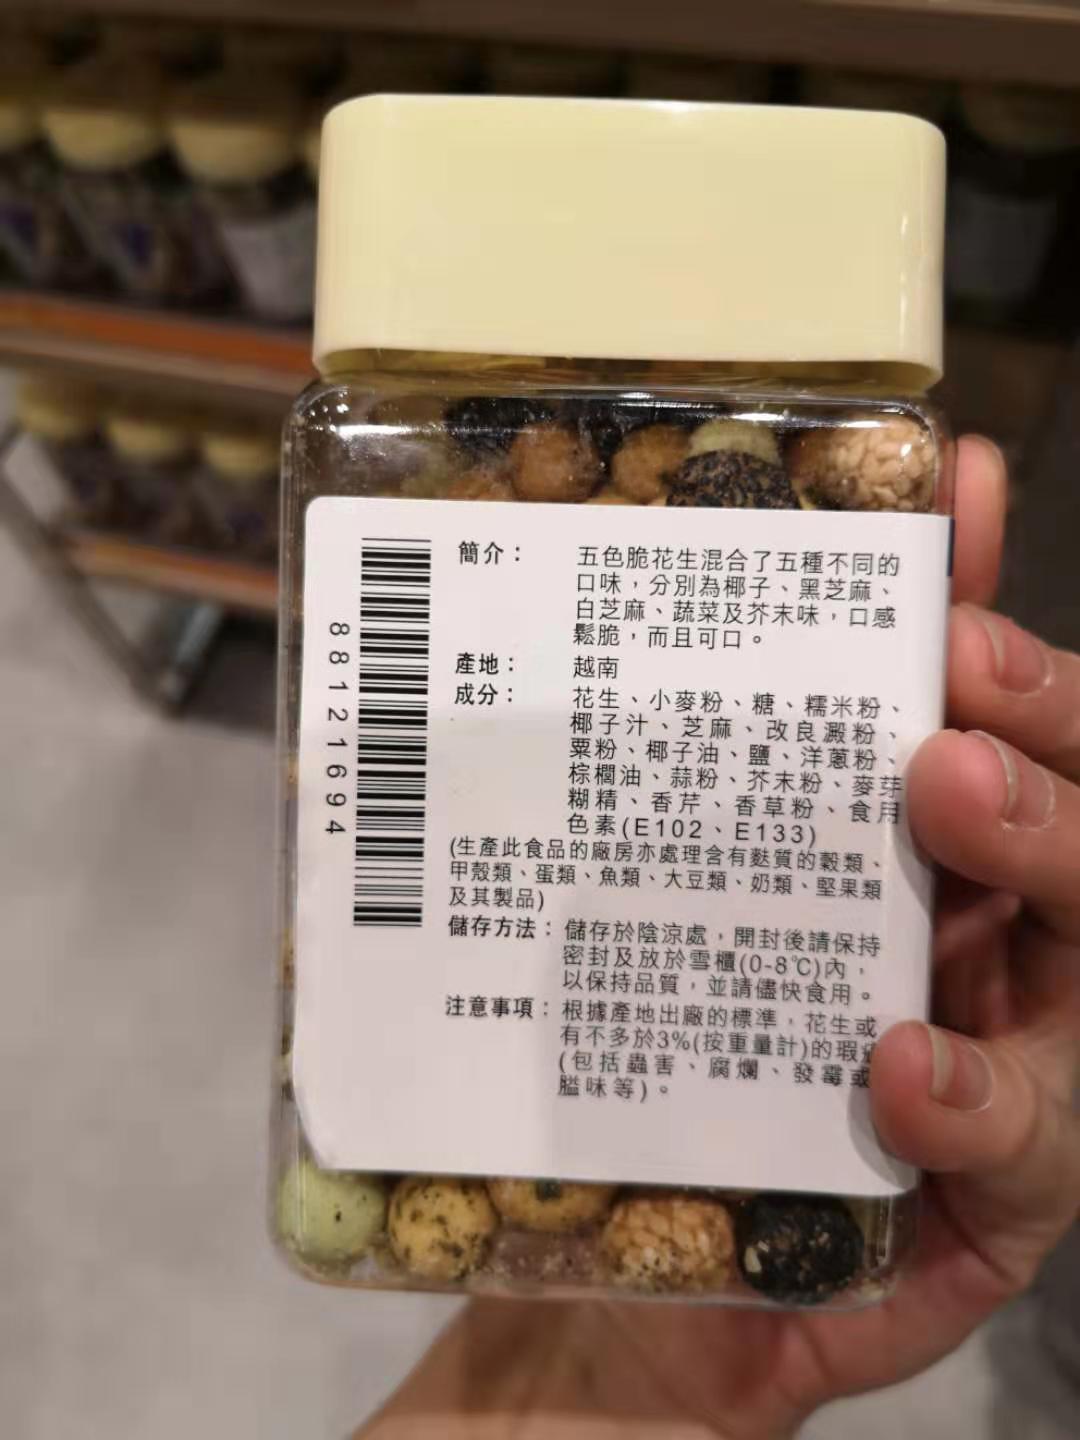 88121694
簡介：五色脆花生混合了五種不同的
口味，分別為椰子、黑芝麻、
白芝麻、蔬菜及芥末味，口感
鬆脆，而且可口。
產地：越南
成分：花生、小麥粉、糖、糯米粉、
椰子汁、芝麻、改良澱粉、
粟粉、椰子油、鹽、洋蔥粉、
棕櫚油、蒜粉、芥末粉、麥芽
糊精、香芹、香草粉、食用
色素(E102、E133)
(生產此食品的廠房亦處理含有麩質的穀類、
甲殼類、蛋類、魚類、大豆類、奶類、堅果類
及其製品)
儲存方法：儲存於陰涼處，開封後請保持
密封及放於雪櫃(0-8℃)內，
以保持品質，並請儘快食用。
注意事項：根據產地出廠的標準，花生或
有不多於3%(按重量計)的瑕疵
(包括蟲害、腐爛、發霉或
膉味等)。